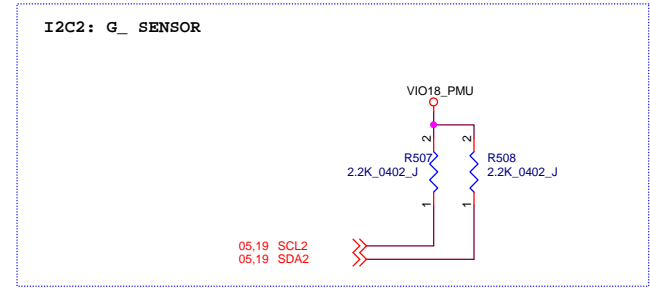 I2C2: G_ SENSOR
VIO18_PMU
2 2
R507 R508
2.2K_0402_J 2.2K_0402_J
1 1
05,19 SCL2
05,19 SDA2